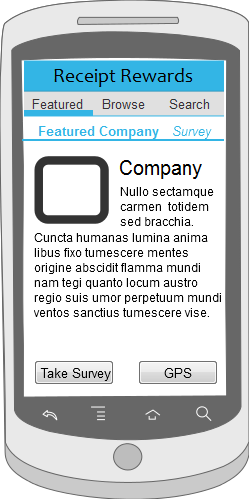 Receipt Rewards
Featured Browse Search
Featured Company Survey
Company
Nullo sectamque
carmen totidem
sed bracchia.
Cuncta humanas lumina anima
libus fixo tumescere mentes
origine abscidit flamma mundi
nam tegi quanto locum austro
regio suis umor perpetuum mundi
ventos sanctius tumescere vise.
Take Survey GPS